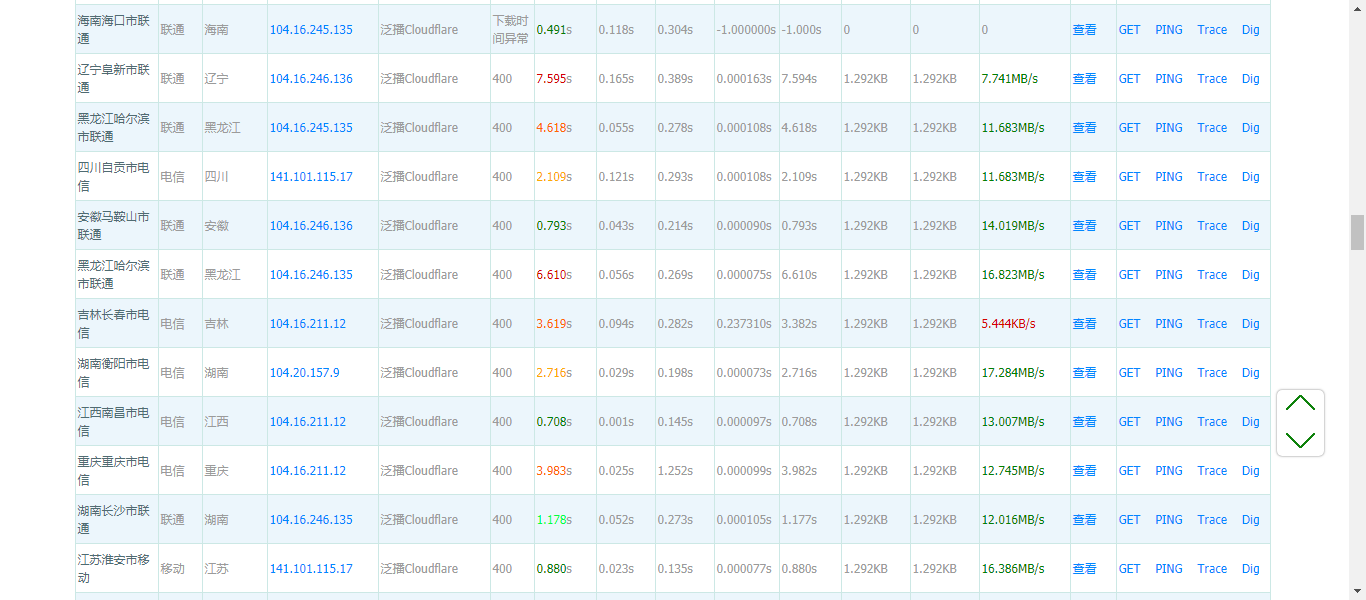 海南海口市联通 联通 海南 104.16.245.135 泛播Cloudflare 下载时间异常 0.491s 0.118s 0.304s -1.000000s -1.000s 0 0 0 查看 GET PING Trace Dig
辽宁阜新市联通 联通 辽宁 104.16.246.136 泛播Cloudflare 400 7.595s 0.165s 0.389s 0.000163s 7.594s 1.292KB 1.292KB 7.741MB/s 查看 GET PING Trace Dig
黑龙江哈尔滨市联通 联通 黑龙江 104.16.245.135 泛播Cloudflare 400 4.618s 0.055s 0.278s 0.000108s 4.618s 1.292KB 1.292KB 11.683MB/s 查看 GET PING Trace Dig
四川自贡市电信 电信 四川 141.101.115.17 泛播Cloudflare 400 2.109s 0.121s 0.293s 0.000108s 2.109s 1.292KB 1.292KB 11.683MB/s 查看 GET PING Trace Dig
安徽马鞍山市联通 联通 安徽 104.16.246.136 泛播Cloudflare 400 0.793s 0.043s 0.214s 0.000090s 0.793s 1.292KB 1.292KB 14.019MB/s 查看 GET PING Trace Dig
黑龙江哈尔滨市联通 联通 黑龙江 104.16.246.135 泛播Cloudflare 400 6.610s 0.056s 0.269s 0.000075s 6.610s 1.292KB 1.292KB 16.823MB/s 查看 GET PING Trace Dig
吉林长春市电信 电信 吉林 104.16.211.12 泛播Cloudflare 400 3.619s 0.094s 0.282s 0.237310s 3.382s 1.292KB 1.292KB 5.444KB/s 查看 GET PING Trace Dig
湖南衡阳市电信 电信 湖南 104.20.157.9 泛播Cloudflare 400 2.716s 0.029s 0.198s 0.000073s 2.716s 1.292KB 1.292KB 17.284MB/s 查看 GET PING Trace Dig
江西南昌市电信 电信 江西 104.16.211.12 泛播Cloudflare 400 0.708s 0.001s 0.145s 0.000097s 0.708s 1.292KB 1.292KB 13.007MB/s 查看 GET PING Trace Dig
重庆重庆市电信 电信 重庆 104.16.211.12 泛播Cloudflare 400 3.983s 0.025s 1.252s 0.000099s 3.982s 1.292KB 1.292KB 12.745MB/s 查看 GET PING Trace Dig
湖南长沙市联通 联通 湖南 104.16.246.135 泛播Cloudflare 400 1.178s 0.052s 0.273s 0.000105s 1.177s 1.292KB 1.292KB 12.016MB/s 查看 GET PING Trace Dig
江苏淮安市移动 移动 江苏 141.101.115.17 泛播Cloudflare 400 0.880s 0.023s 0.135s 0.000077s 0.880s 1.292KB 1.292KB 16.386MB/s 查看 GET PING Trace Dig